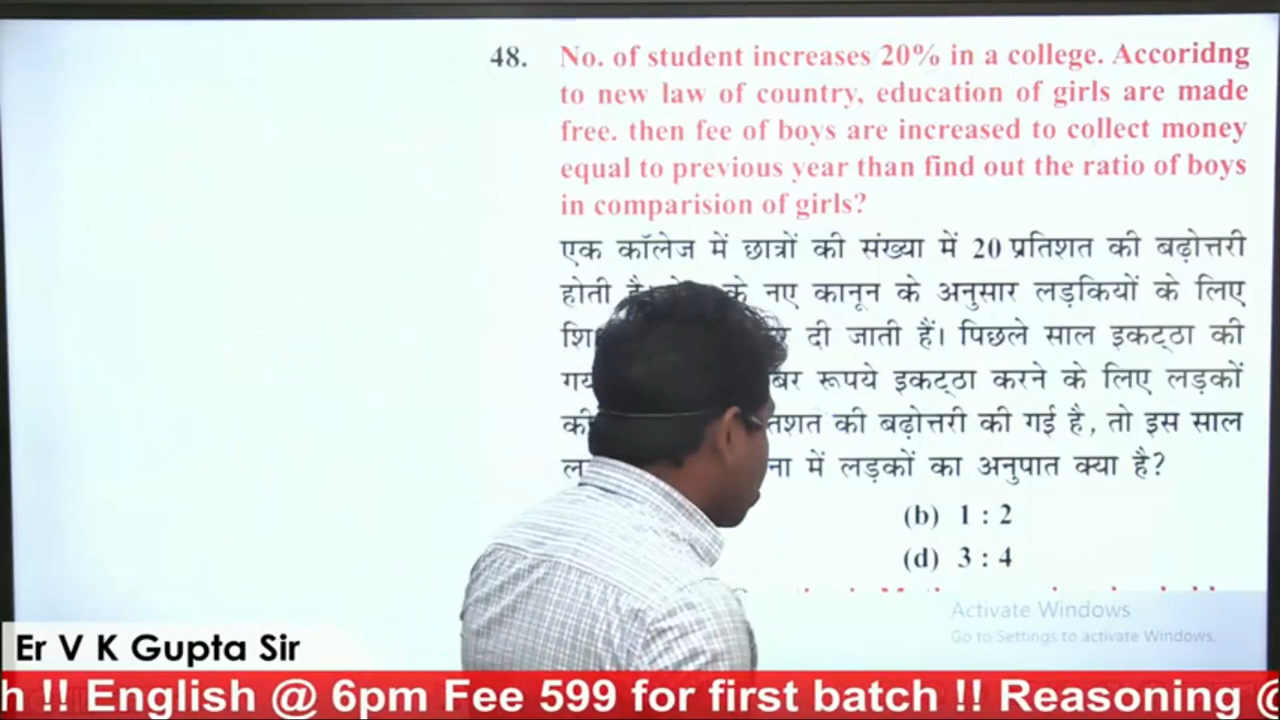 48. No. of student increases 20% in a college. Accoridng
to new law of country, education of girls are made
free. then fee of boys are increased to collect money
equal to previous year than find out the ratio of boys
in comparision of girls?
एक कॉलेज में छात्रों की संख्या में 20 प्रतिशत की बढ़ोत्तरी
होती के नए कानून के अनुसार लड़कियों के लिए
दी जाती हैं। पिछले साल इकट्ठा की
रूपये इकट्ठा करने के लिए लड़कों
की बढ़ोत्तरी की गई है, तो इस साल
में लड़कों का अनुपात क्या है?
(b) 1 : 2
(d) 3 : 4
Activate Windows
Go to Settings to activate Windows.
Er V K Gupta Sir
h !! English @ 6pm Fee 599 for first batch !! Reasoning @